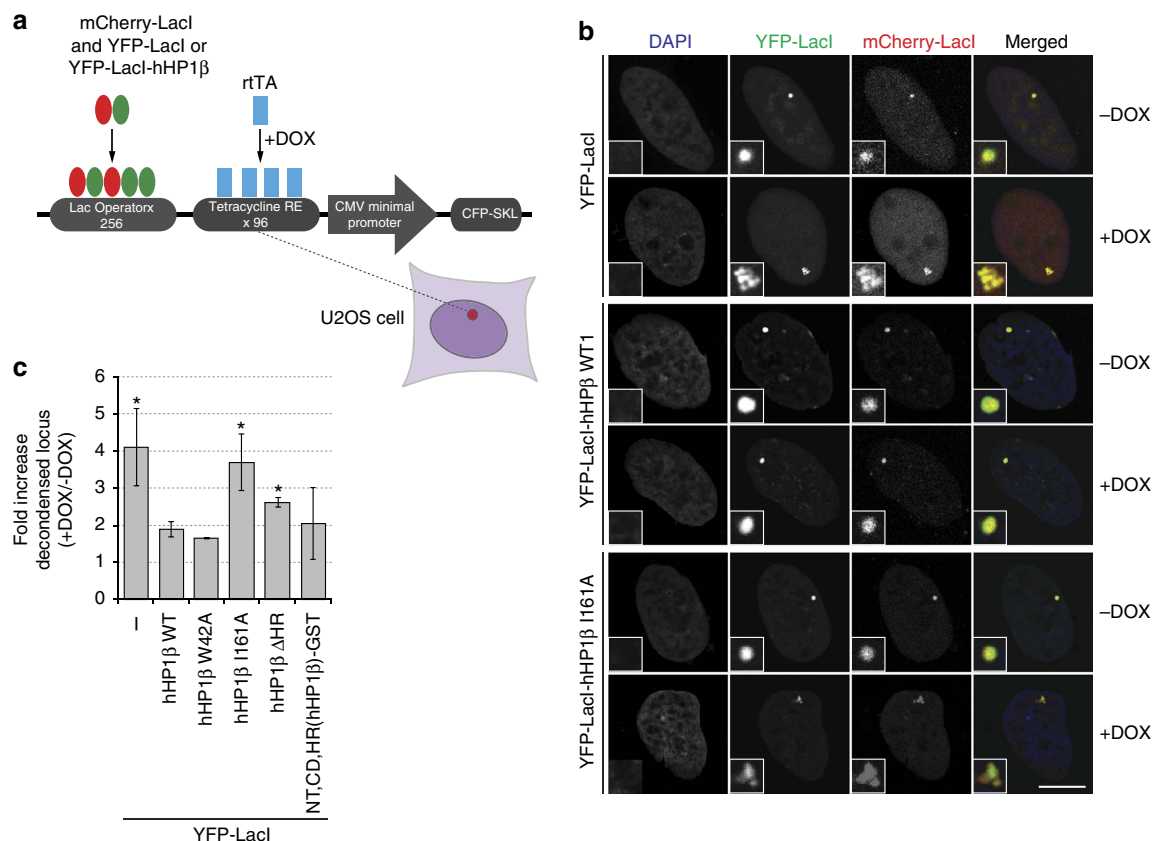 a
mCherry-LacI
and YFP-LacI or
YFP-LacI-hHP1β
rtTA
+DOX
Lac Operatorx
256
Tetracycline RE
x 96
CMV minimal
promoter
CFP-SKL
U2OS cell
b
DAPI
YFP-LacI
mCherry-LacI
Merged
YFP-LacI
–DOX
+DOX
YFP-LacI-hHPβ WT1
–DOX
+DOX
YFP-LacI-hHP1β I161A
–DOX
+DOX
c
Fold increase
decondensed locus
(+DOX/-DOX)
6
5
4
3
2
1
0
*
*
*
–
hHP1β WT
hHP1β W42A
hHP1β I161A
hHP1β ΔHR
NT,CD,HR(hHP1β)-GST
YFP-LacI